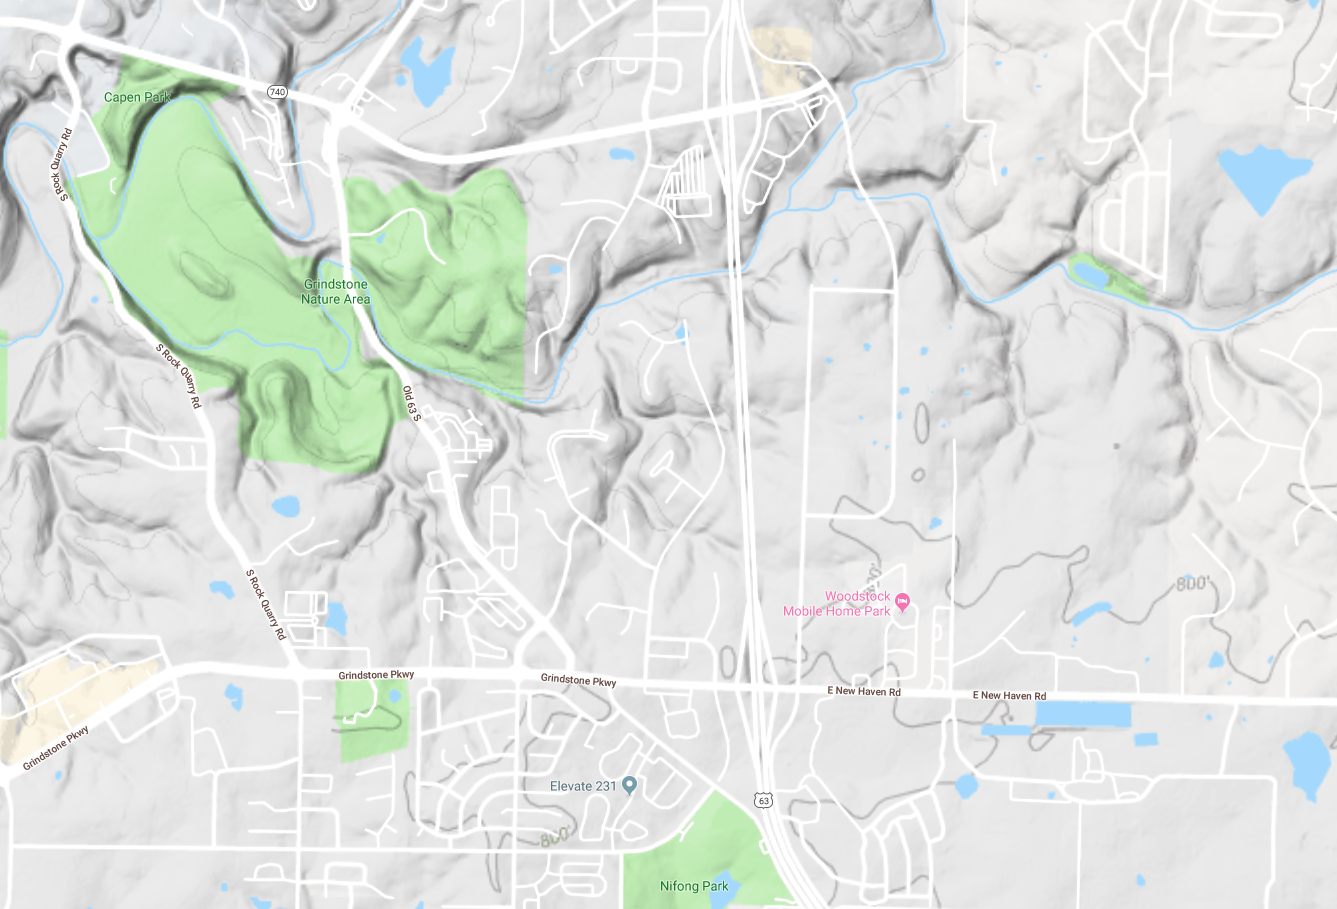 740
Capen Park
S Rock Quarry Rd
Grindstone
Nature Area
S Rock Quarry Rd
Old 63 S
800'
800'
Woodstock
Mobile Home Park
S Rock Quarry Rd
Grindstone Pkwy
Grindstone Pkwy
E New Haven Rd
E New Haven Rd
Grindstone Pkwy
Elevate 231
63
800'
Nifong Park